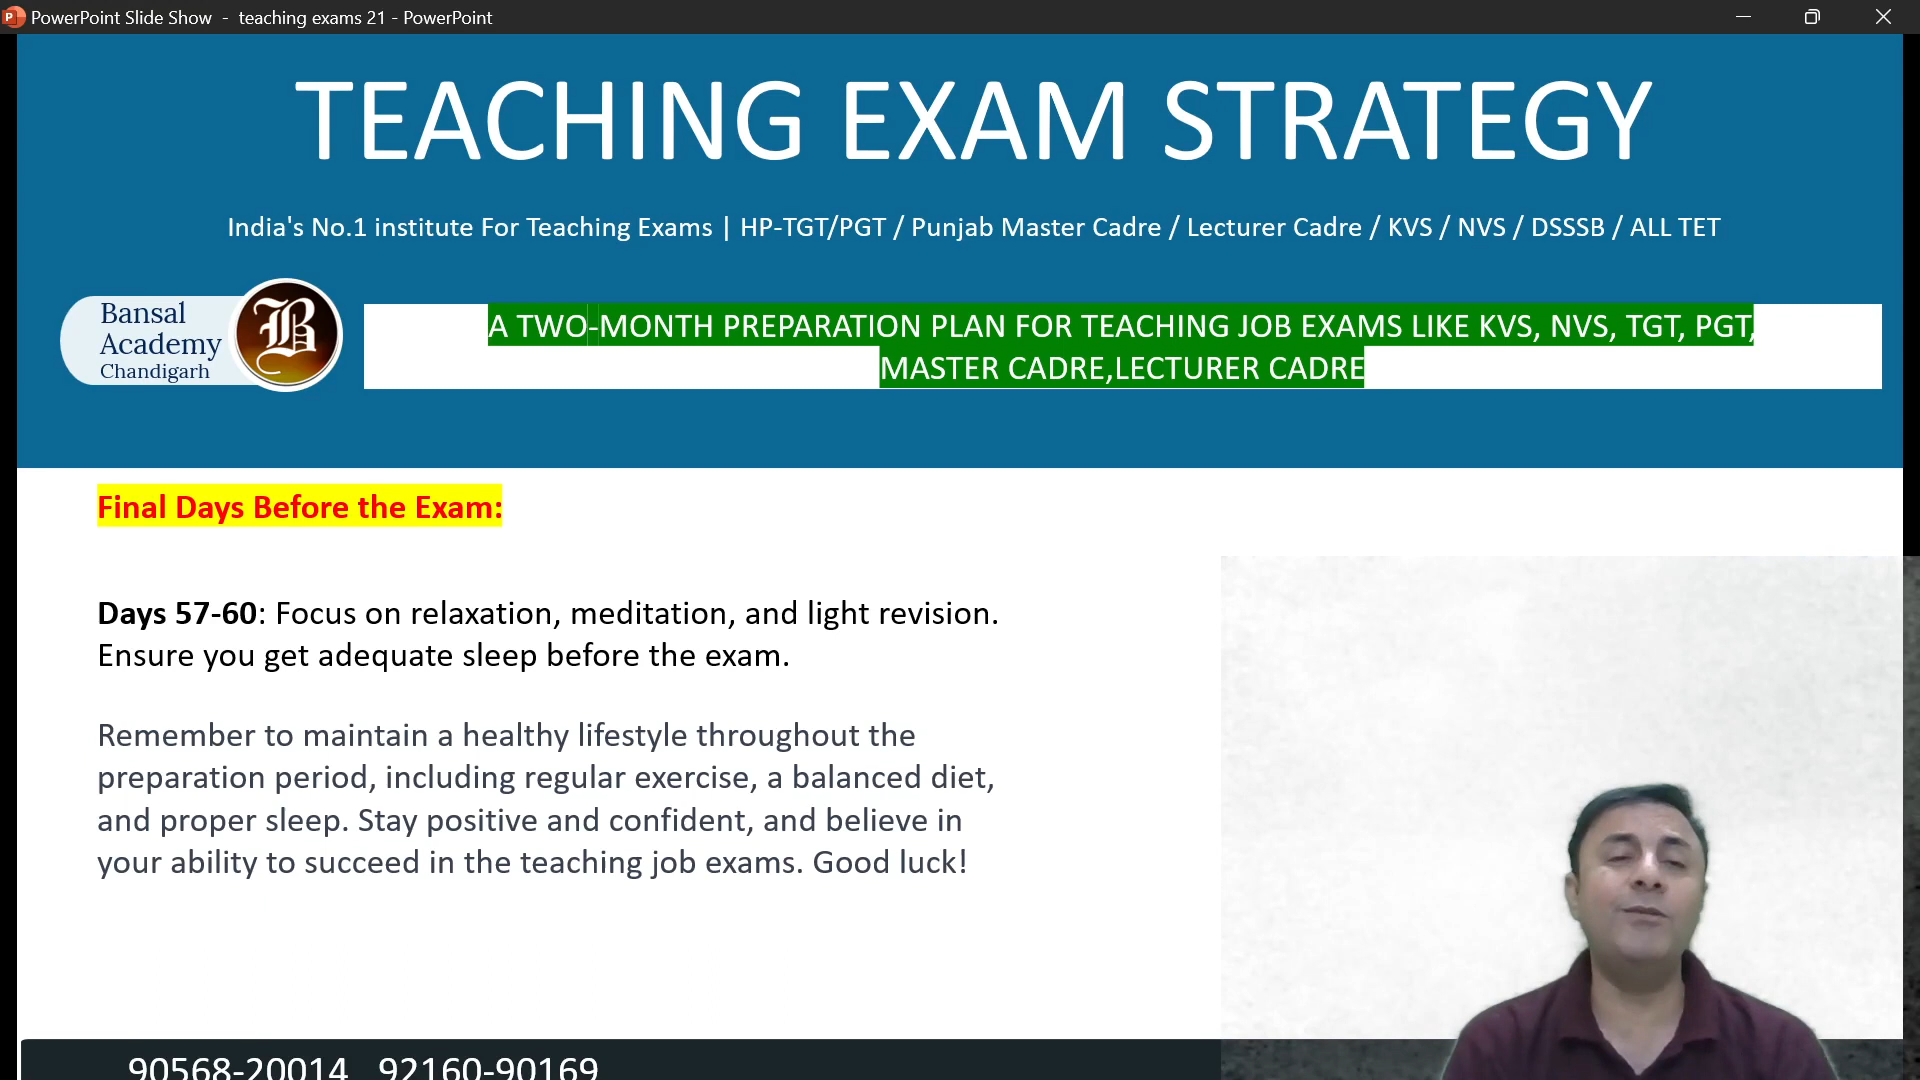 PowerPoint Slide Show - teaching exams 21 - PowerPoint
TEACHING EXAM STRATEGY
India's No.1 institute For Teaching Exams | HP-TGT/PGT / Punjab Master Cadre / Lecturer Cadre / KVS / NVS / DSSSB / ALL TET
Bansal
Academy
Chandigarh
B
A TWO-MONTH PREPARATION PLAN FOR TEACHING JOB EXAMS LIKE KVS, NVS, TGT, PGT,
MASTER CADRE,LECTURER CADRE
Final Days Before the Exam:
Days 57-60: Focus on relaxation, meditation, and light revision.
Ensure you get adequate sleep before the exam.
Remember to maintain a healthy lifestyle throughout the
preparation period, including regular exercise, a balanced diet,
and proper sleep. Stay positive and confident, and believe in
your ability to succeed in the teaching job exams. Good luck!
90568-20014 92160-90169